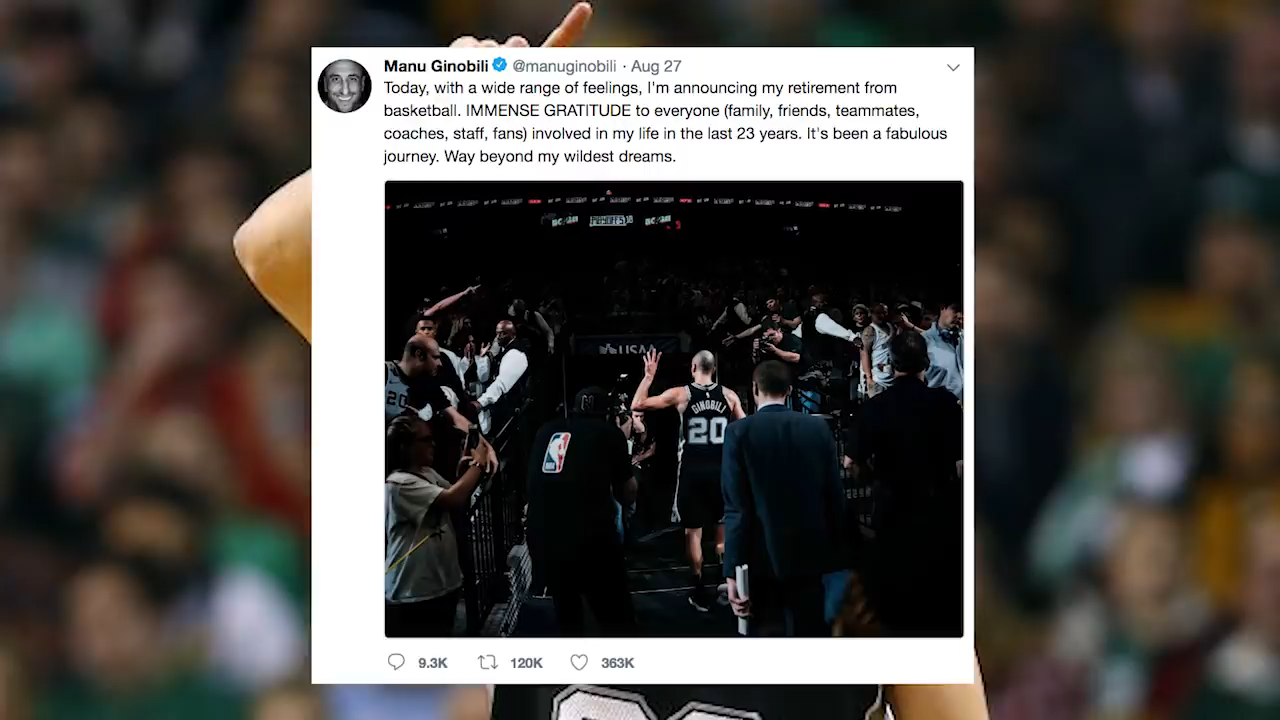 Manu Ginobili @manuginobili · Aug 27
Today, with a wide range of feelings, I'm announcing my retirement from
basketball. IMMENSE GRATITUDE to everyone (family, friends, teammates,
coaches, staff, fans) involved in my life in the last 23 years. It's been a fabulous
journey. Way beyond my wildest dreams.
USAA
20
GINOBILI
20
9.3K 120K 363K